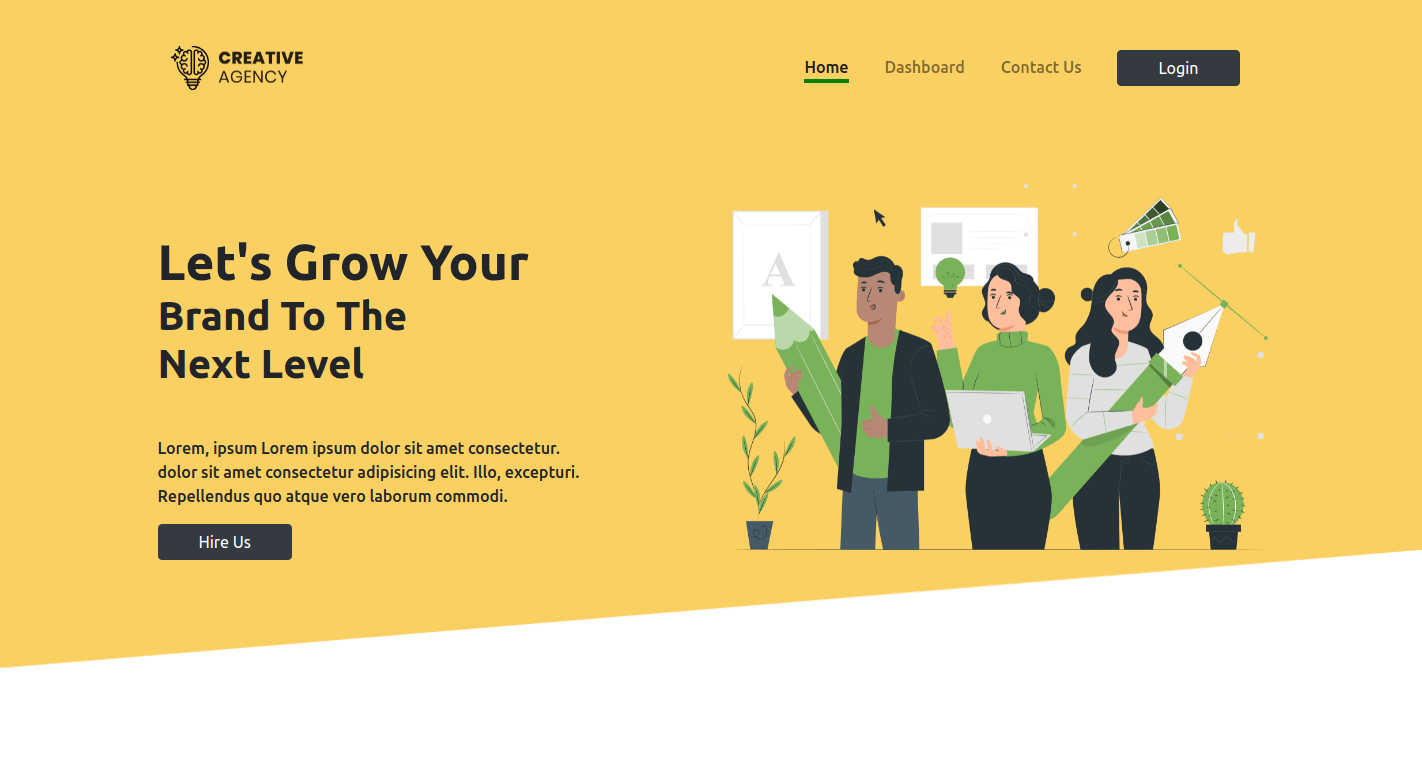 CREATIVE
AGENCY
Home Dashboard Contact Us Login
Let's Grow Your
Brand To The
Next Level
A
Lorem, ipsum Lorem ipsum dolor sit amet consectetur.
dolor sit amet consectetur adipisicing elit. Illo, excepturi.
Repellendus quo atque vero laborum commodi.
Hire Us